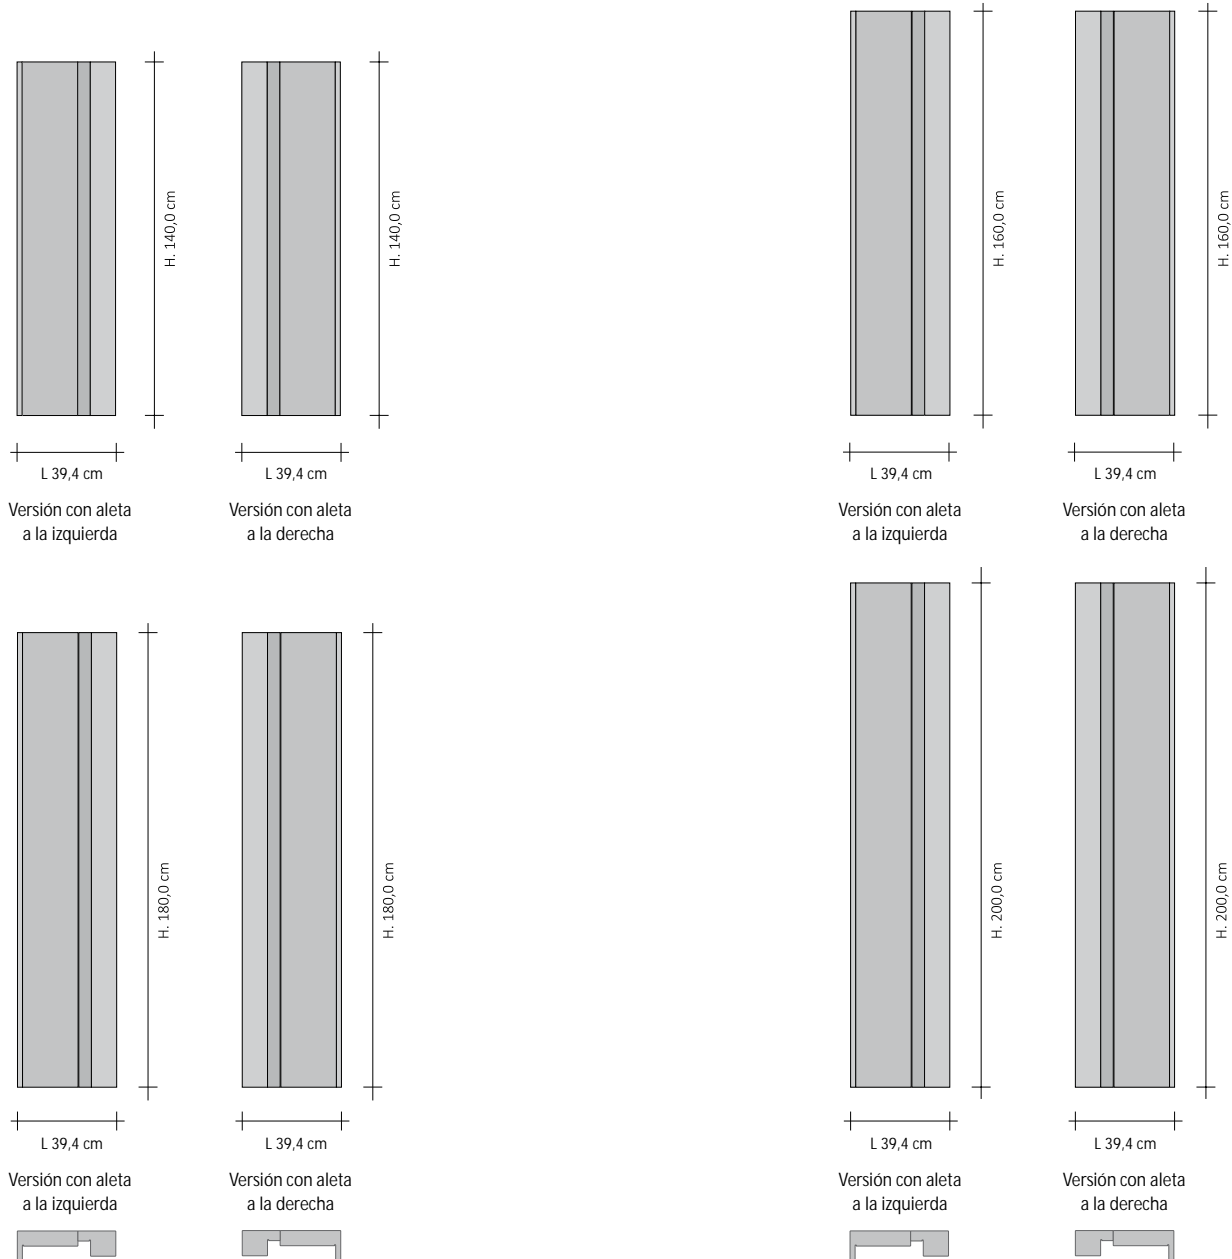 H. 140,0 cm
H. 140,0 cm
H. 160,0 cm
H. 160,0 cm
L 39,4 cm
L 39,4 cm
L 39,4 cm
L 39,4 cm
Versión con aleta
a la izquierda
Versión con aleta
a la derecha
Versión con aleta
a la izquierda
Versión con aleta
a la derecha
H. 180,0 cm
H. 180,0 cm
H. 200,0 cm
H. 200,0 cm
L 39,4 cm
L 39,4 cm
L 39,4 cm
L 39,4 cm
Versión con aleta
a la izquierda
Versión con aleta
a la derecha
Versión con aleta
a la izquierda
Versión con aleta
a la derecha